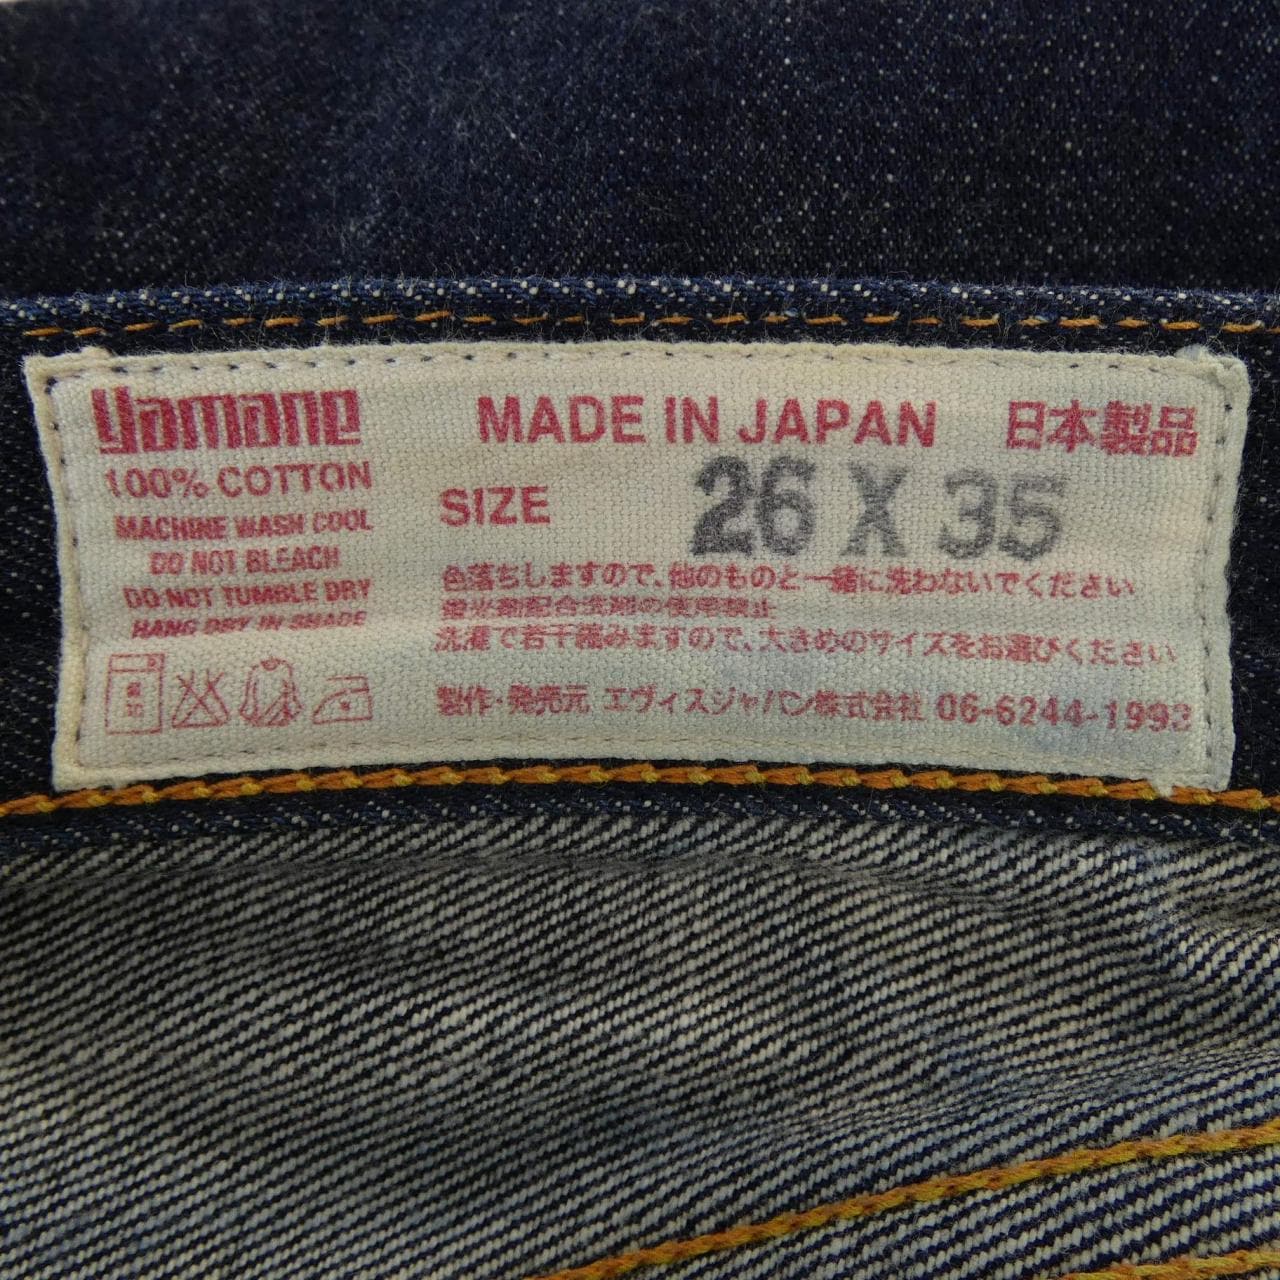 yamane
100% COTTON
MACHINE WASH COOL
DO NOT BLEACH
DO NOT TUMBLE DRY
HANG DRY IN SHADE
MADE IN JAPAN 日本製品
SIZE 26 X 35
色落ちしますので、他のものと一緒に洗わないでください
蛍光剤配合洗剤の使用禁止
洗濯で若干縮みますので、大きめのサイズをお選びください
製作・発売元 エヴィスジャパン株式会社 06-6244-1993